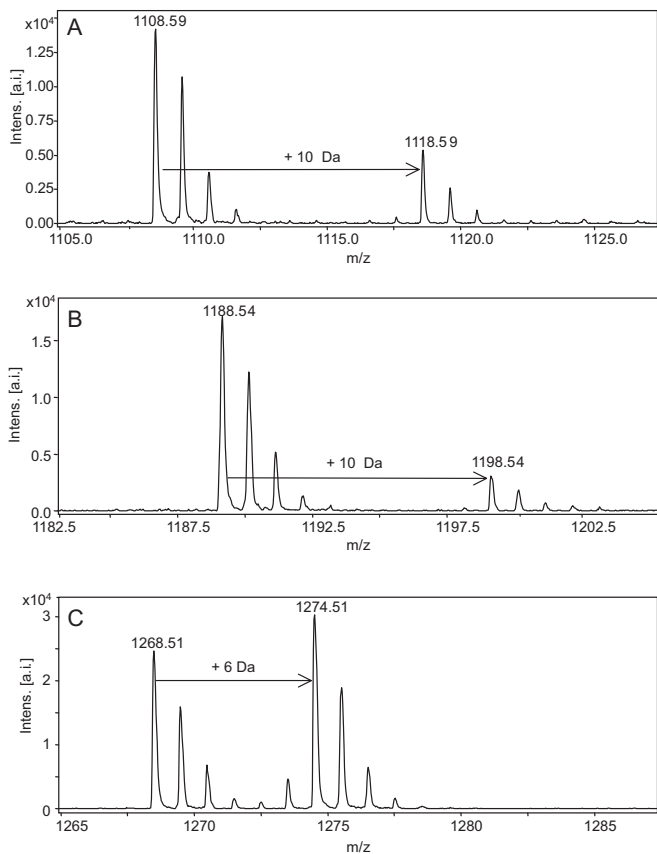 A
x10⁴
1108.59
1.25
1.00
Intens. [a.i.]
0.75
1118.59
0.50
+ 10 Da
0.25
0.00
1105.0 1110.0 1115.0 1120.0 1125.0
m/z
x10⁴
B
1188.54
1.5
Intens. [a.i.]
1.0
0.5
+ 10 Da
1198.54
0.0
1182.5 1187.5 1192.5 1197.5 1202.5
m/z
x10⁴
C
1274.51
3
1268.51
Intens. [a.i.]
+ 6 Da
2
1
0
1265 1270 1275 1280 1285
m/z